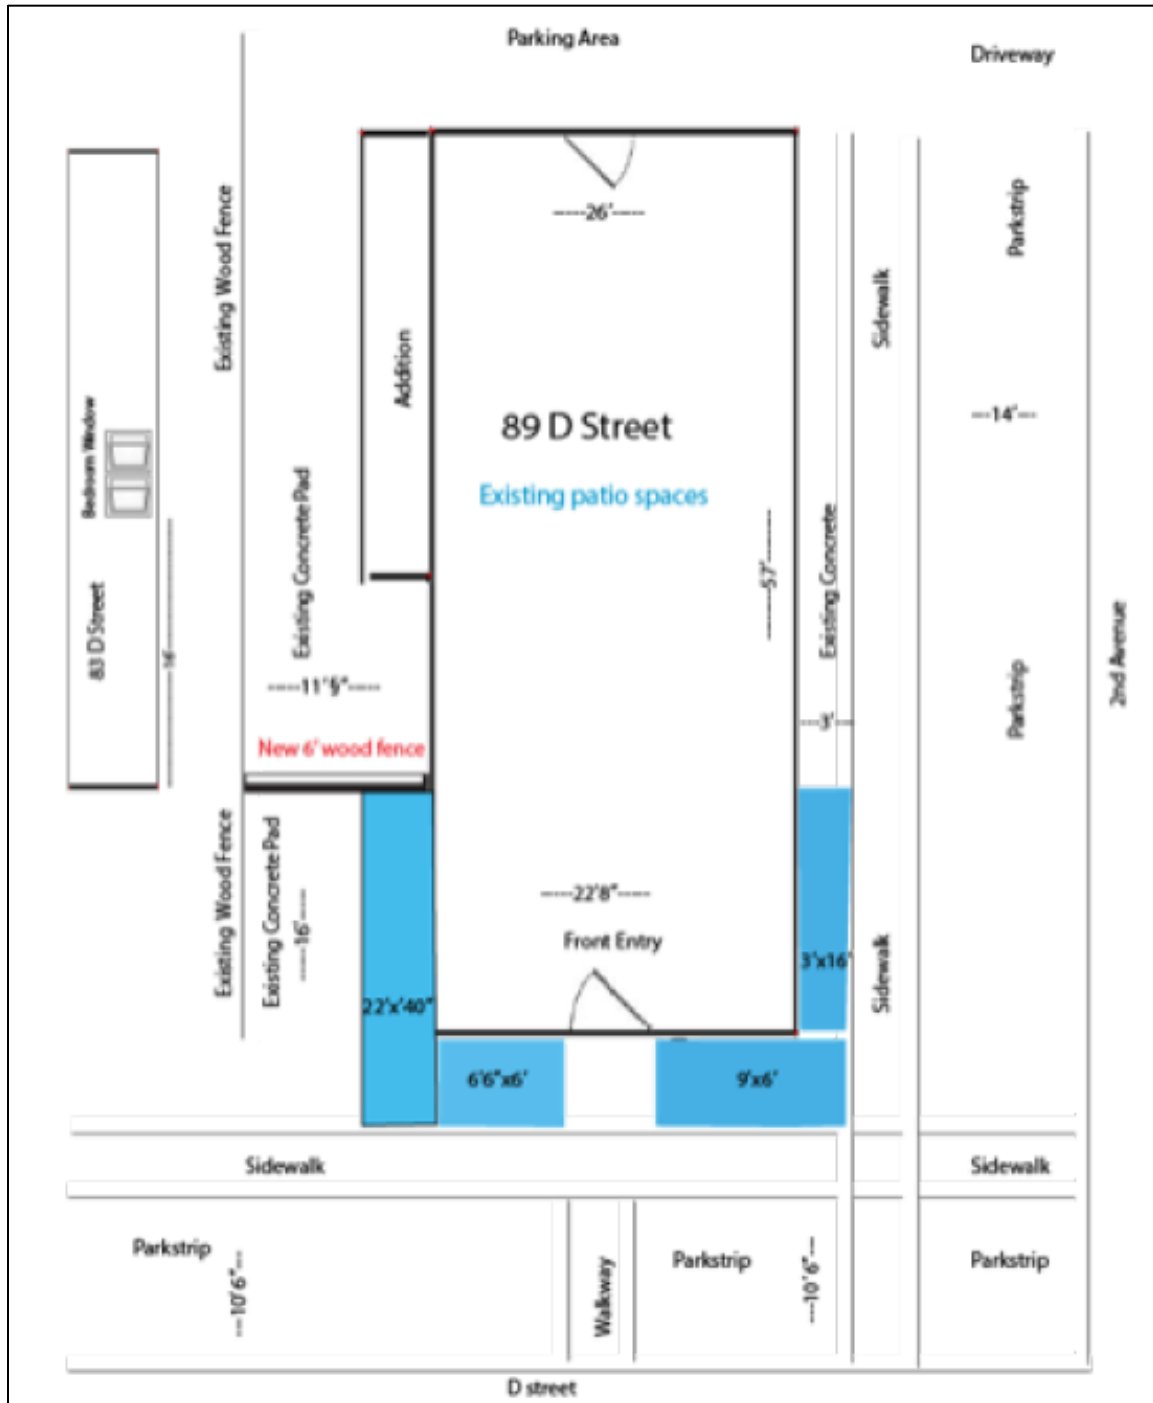 Parking Area
Driveway
Existing Wood Fence
-----26'-----
Parkstrip
Sidewalk
Addition
Bedroom Window
89 D Street
---14'---
Existing patio spaces
Existing Concrete Pad
Existing Concrete
-------57'-------
83 D Street
16'
2nd Avenue
Parkstrip
-----11'9"-----
----3'----
New 6' wood fence
Existing Wood Fence
Existing Concrete Pad
-----16'-----
-----22'8"-----
Front Entry
3'x16'
Sidewalk
22'x'40"
6'6"x6'
9'x6'
Sidewalk
Sidewalk
Parkstrip
---10'6"---
Walkway
Parkstrip
---10'6"---
Parkstrip
D street